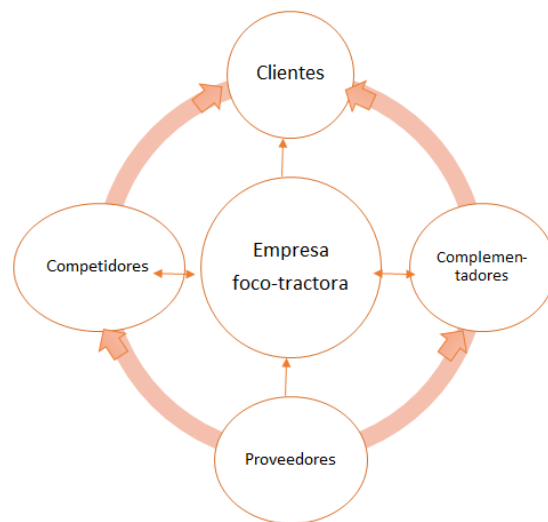 Clientes
Competidores
Empresa
foco-tractora
Complemen-
tadores
Proveedores